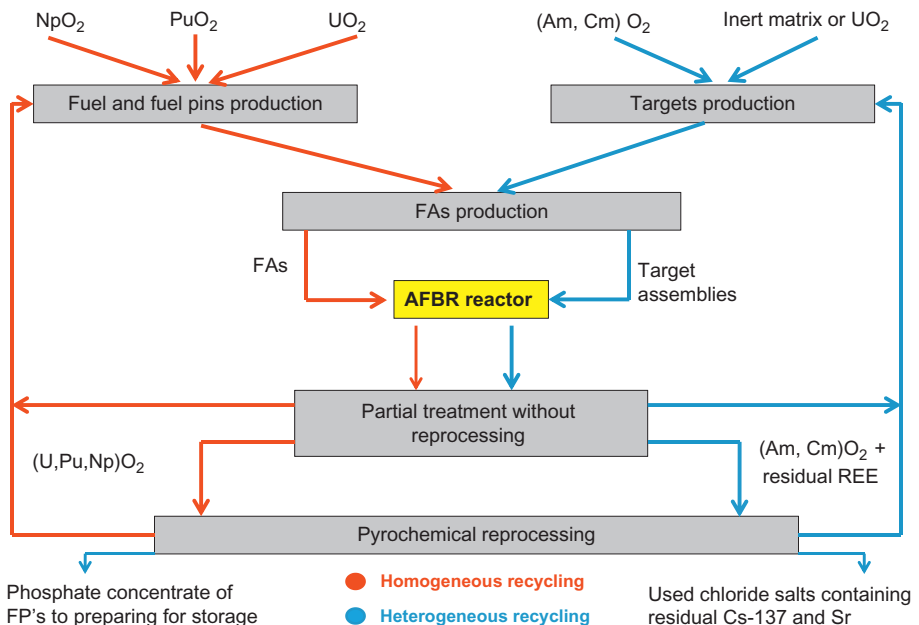 NpO₂
PuO₂
UO₂
(Am, Cm) O₂
Inert matrix or UO₂
Fuel and fuel pins production
Targets production
FAs production
FAs
Target
assemblies
AFBR reactor
Partial treatment without
reprocessing
(U,Pu,Np)O₂
(Am, Cm)O₂ +
residual REE
Pyrochemical reprocessing
Phosphate concentrate of
FP's to preparing for storage
Homogeneous recycling
Heterogeneous recycling
Used chloride salts containing
residual Cs-137 and Sr